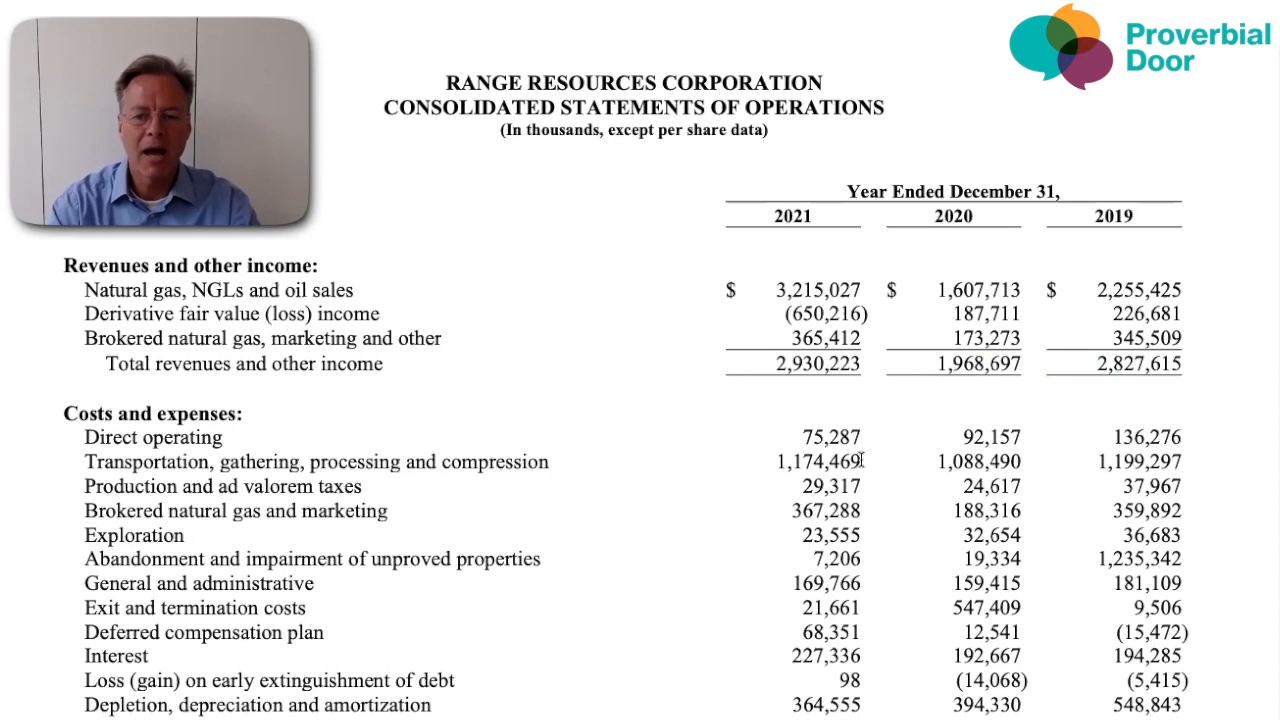 Proverbial
Door
RANGE RESOURCES CORPORATION
CONSOLIDATED STATEMENTS OF OPERATIONS
(In thousands, except per share data)
Year Ended December 31,
2021 2020 2019
Revenues and other income:
Natural gas, NGLs and oil sales $ 3,215,027 $ 1,607,713 $ 2,255,425
Derivative fair value (loss) income (650,216) 187,711 226,681
Brokered natural gas, marketing and other 365,412 173,273 345,509
Total revenues and other income 2,930,223 1,968,697 2,827,615
Costs and expenses:
Direct operating 75,287 92,157 136,276
Transportation, gathering, processing and compression 1,174,469 1,088,490 1,199,297
Production and ad valorem taxes 29,317 24,617 37,967
Brokered natural gas and marketing 367,288 188,316 359,892
Exploration 23,555 32,654 36,683
Abandonment and impairment of unproved properties 7,206 19,334 1,235,342
General and administrative 169,766 159,415 181,109
Exit and termination costs 21,661 547,409 9,506
Deferred compensation plan 68,351 12,541 (15,472)
Interest 227,336 192,667 194,285
Loss (gain) on early extinguishment of debt 98 (14,068) (5,415)
Depletion, depreciation and amortization 364,555 394,330 548,843